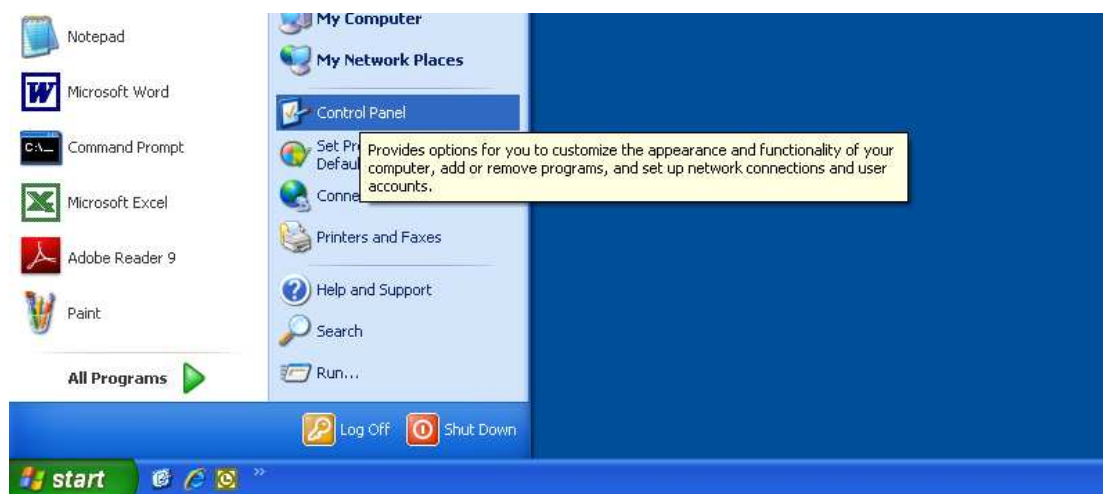 Notepad
Microsoft Word
C:\_
Command Prompt
Microsoft Excel
Adobe Reader 9
Paint
All Programs
My Computer
My Network Places
Control Panel
Set Pr
Defaul
Conne
Provides options for you to customize the appearance and functionality of your
computer, add or remove programs, and set up network connections and user
accounts.
Printers and Faxes
Help and Support
Search
Run...
Log Off
Shut Down
start